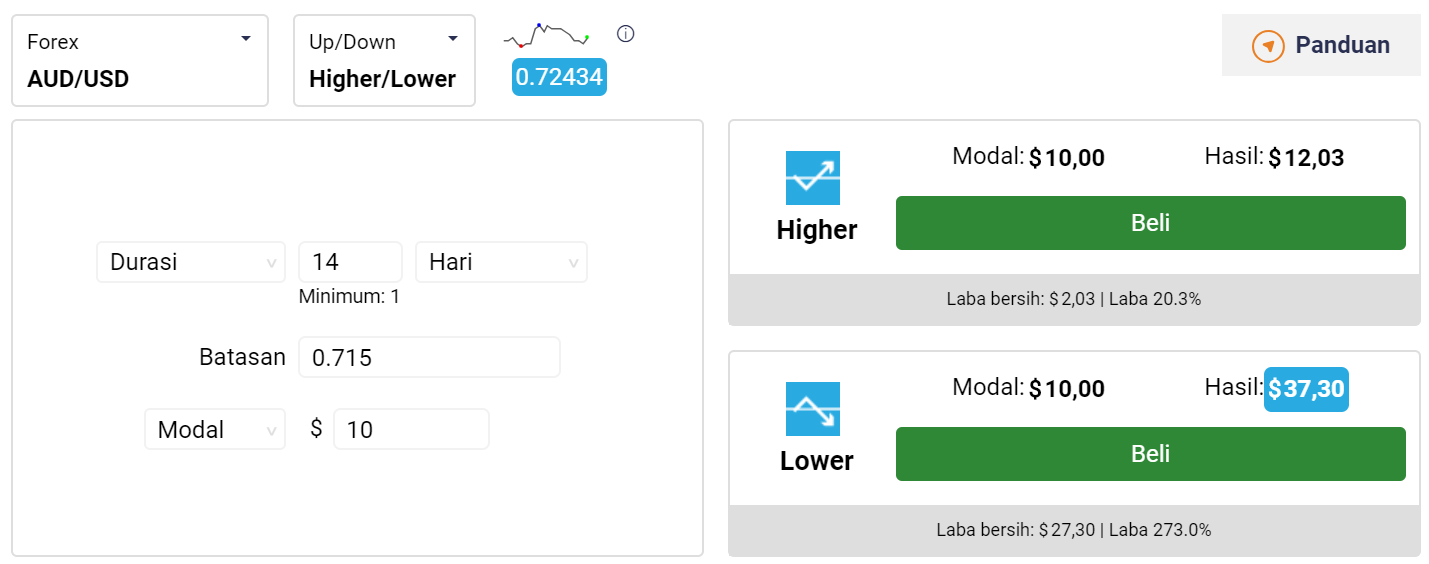 Forex
AUD/USD
Up/Down
Higher/Lower
0.72434
Panduan
Durasi 14 Hari
Minimum: 1
Batasan 0.715
Modal $ 10
Modal: $10,00 Hasil: $12,03
Higher
Beli
Laba bersih: $2,03 | Laba 20.3%
Modal: $10,00 Hasil: $37,30
Lower
Beli
Laba bersih: $27,30 | Laba 273.0%